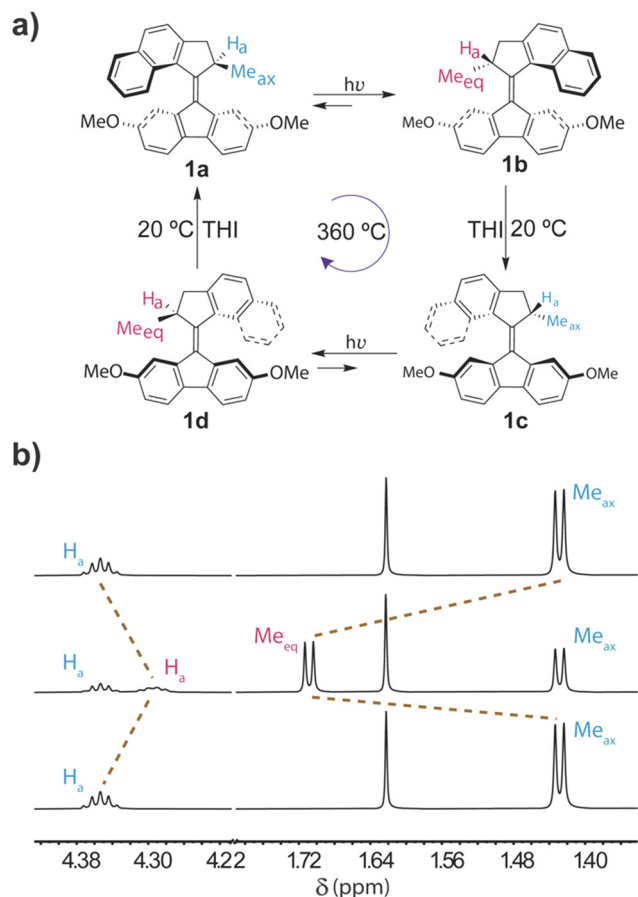 a)
Ha
Meax
Ha
Meeq
hυ
MeO
OMe
MeO
OMe
1a
1b
20 ºC
THI
360 ºC
THI
20 ºC
Ha
Meeq
Ha
Meax
hυ
MeO
OMe
MeO
OMe
1d
1c
b)
Ha
Meax
Ha
Ha
Meeq
Meax
Ha
Meax
4.38 4.30 4.22 1.72 1.64 1.56 1.48 1.40
δ (ppm)